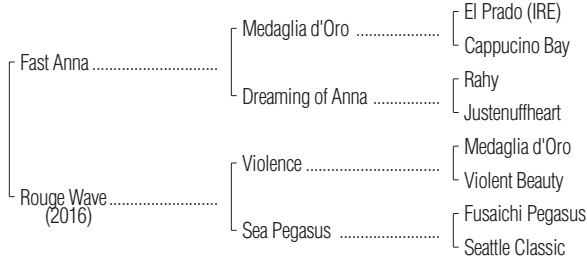 El Prado (IRE)
Medaglia d'Oro ....................
Cappucino Bay
Fast Anna ..............................
Rahy
Dreaming of Anna ................
Justenuffheart
Medaglia d'Oro
Violence ................................
Violent Beauty
Rouge Wave ..........................
(2016)
Fusaichi Pegasus
Sea Pegasus ........................
Seattle Classic